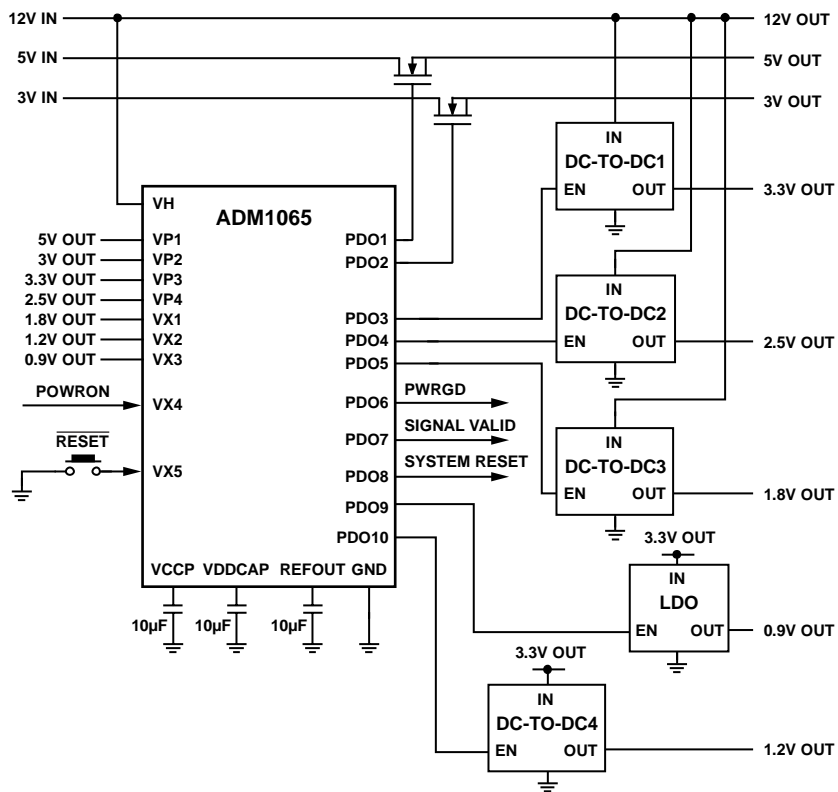 12V IN
12V OUT
5V IN
5V OUT
3V IN
3V OUT
IN
DC-TO-DC1
EN OUT
3.3V OUT
VH
ADM1065
5V OUT VP1
3V OUT VP2
3.3V OUT VP3
2.5V OUT VP4
1.8V OUT VX1
1.2V OUT VX2
0.9V OUT VX3
POWRON VX4
RESET VX5
PDO1
PDO2
PDO3
PDO4
PDO5
PDO6 PWRGD
PDO7 SIGNAL VALID
PDO8 SYSTEM RESET
PDO9
PDO10
VCCP VDDCAP REFOUT GND
10µF 10µF 10µF
IN
DC-TO-DC2
EN OUT
2.5V OUT
IN
DC-TO-DC3
EN OUT
1.8V OUT
3.3V OUT
IN
LDO
EN OUT
0.9V OUT
3.3V OUT
IN
DC-TO-DC4
EN OUT
1.2V OUT